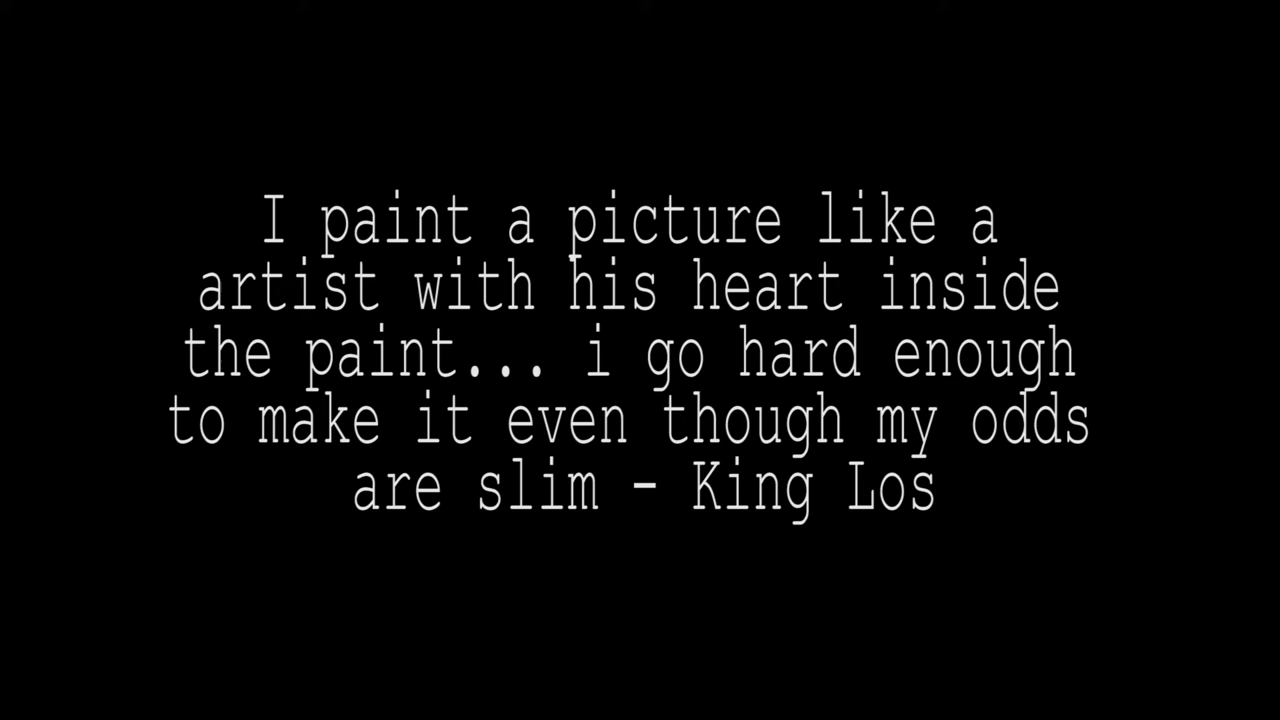 I paint a picture like a
artist with his heart inside
the paint... i go hard enough
to make it even though my odds
are slim - King Los